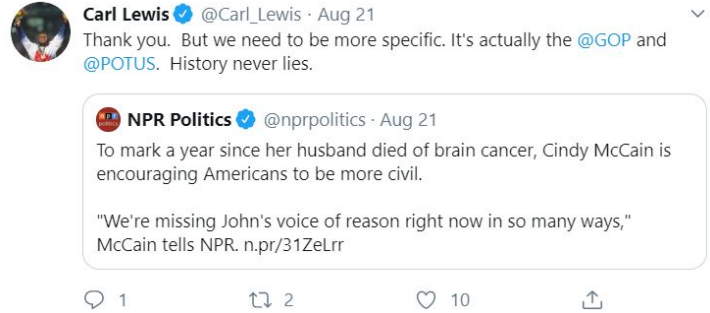 Carl Lewis @Carl_Lewis · Aug 21
Thank you.  But we need to be more specific. It's actually the @GOP and
@POTUS.  History never lies.
npr
politics
NPR Politics @nprpolitics · Aug 21
To mark a year since her husband died of brain cancer, Cindy McCain is
encouraging Americans to be more civil.
"We're missing John's voice of reason right now in so many ways,"
McCain tells NPR. n.pr/31ZeLrr
1 2 10